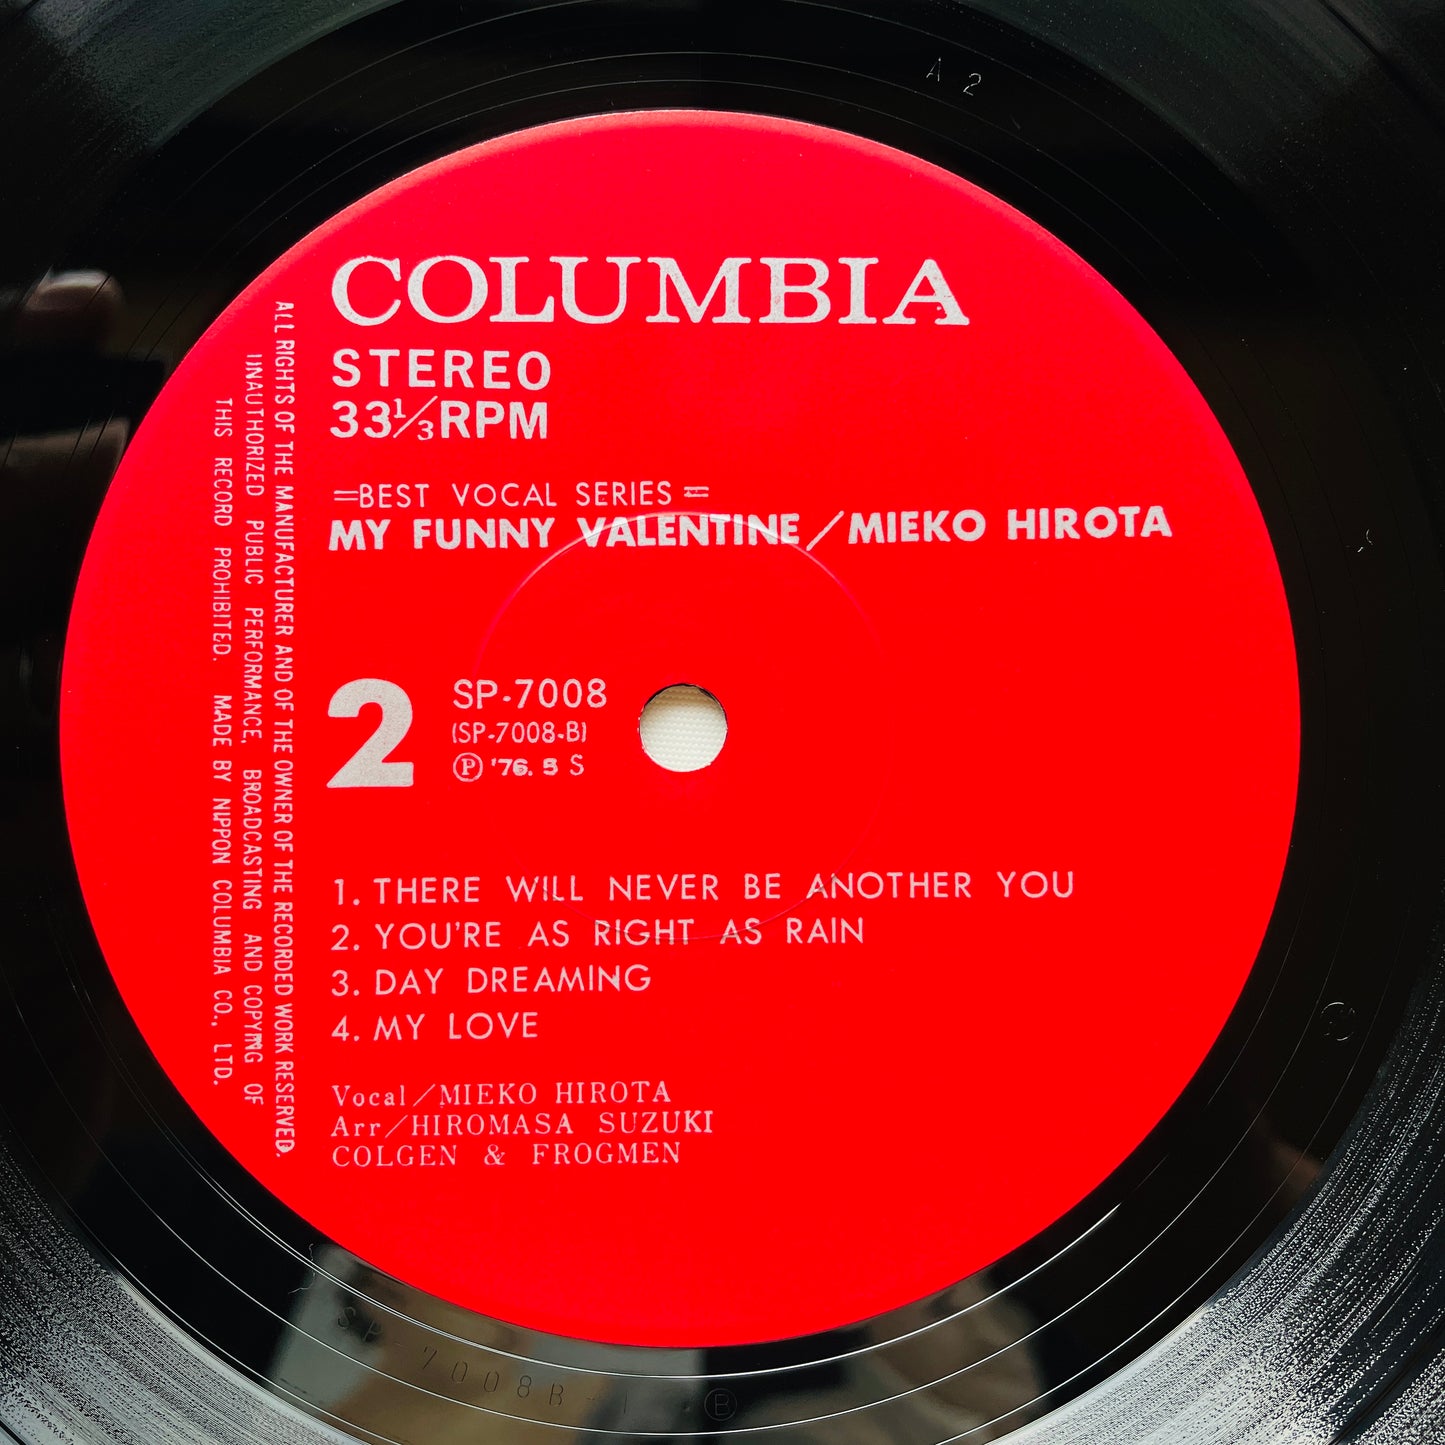 A 2
COLUMBIA
STEREO
33 1/3 RPM
=BEST VOCAL SERIES=
MY FUNNY VALENTINE/MIEKO HIROTA
2
SP-7008
(SP-7008-B)
Ⓟ '76. 5 S
1. THERE WILL NEVER BE ANOTHER YOU
2. YOU'RE AS RIGHT AS RAIN
3. DAY DREAMING
4. MY LOVE
Vocal/MIEKO HIROTA
Arr/HIROMASA SUZUKI
COLGEN & FROGMEN
ALL RIGHTS OF THE MANUFACTURER AND OF THE OWNER OF THE RECORDED WORK RESERVED.
UNAUTHORIZED PUBLIC PERFORMANCE, BROADCASTING AND COPYING OF
THIS RECORD PROHIBITED. MADE BY NIPPON COLUMBIA CO., LTD.
SP 7008B-1 Ⓑ